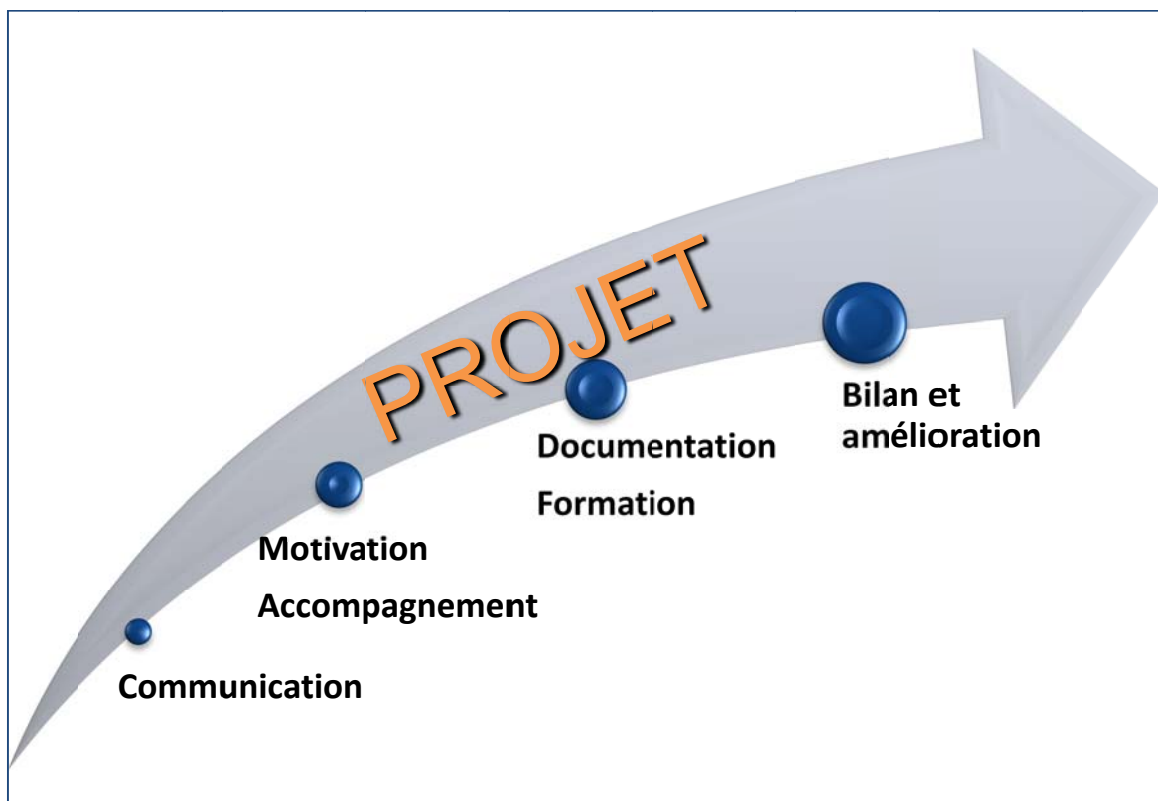 PROJET
Communication
Motivation
Accompagnement
Documentation
Formation
Bilan et
amélioration